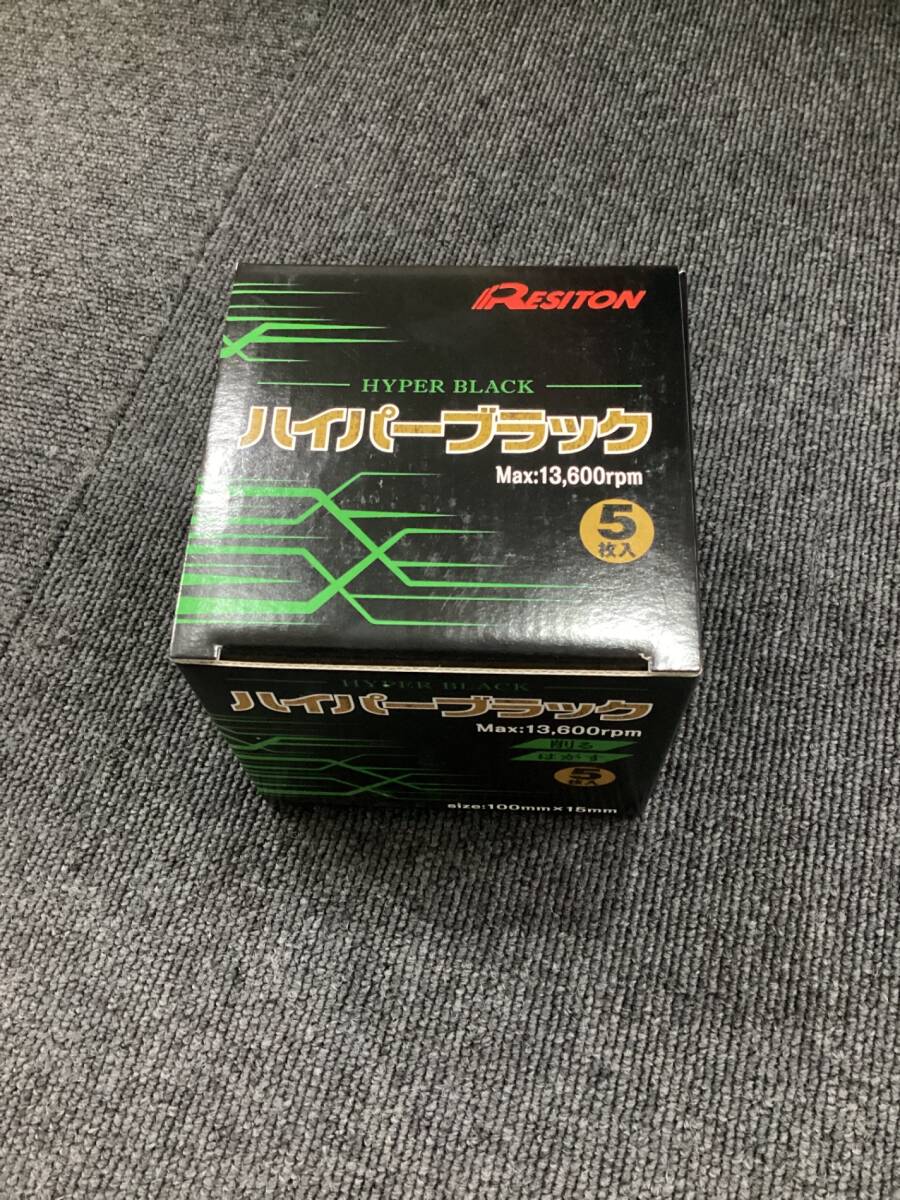 RESITON
HYPER BLACK
ハイパーブラック
Max:13,600rpm
5
枚入
HYPER BLACK
ハイパーブラック
Max:13,600rpm
削る
はがす
5
枚入
size:100mm×15mm